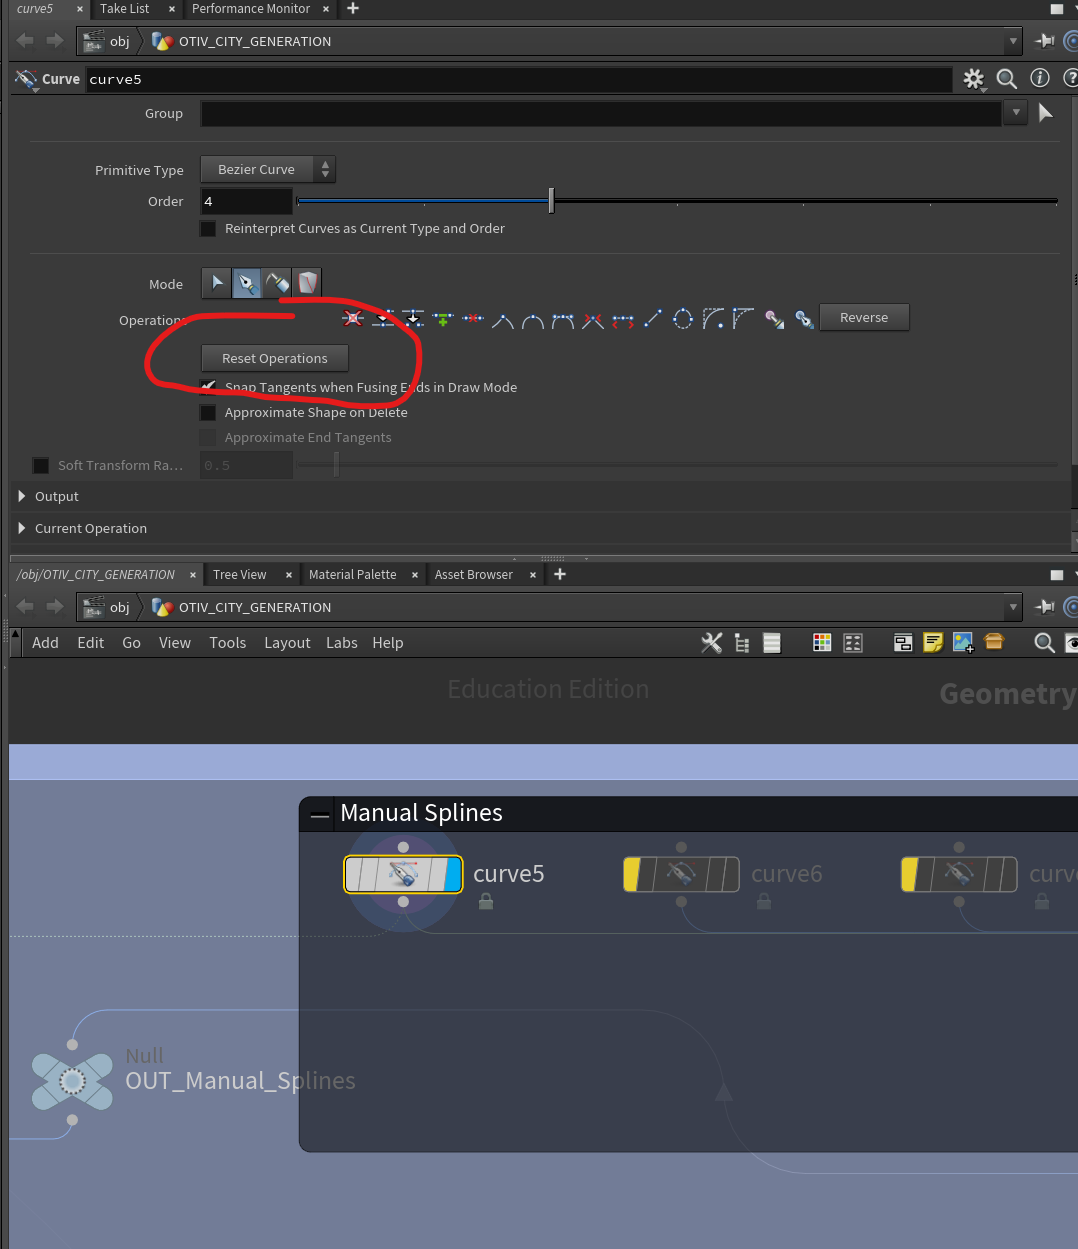 curve5 × Take List × Performance Monitor × +
obj OTIV_CITY_GENERATION
Curve curve5
Group
Primitive Type Bezier Curve
Order 4
Reinterpret Curves as Current Type and Order
Mode
Operations Reverse
Reset Operations
Snap Tangents when Fusing Ends in Draw Mode
Approximate Shape on Delete
Approximate End Tangents
Soft Transform Ra... 0.5
Output
Current Operation
/obj/OTIV_CITY_GENERATION × Tree View × Material Palette × Asset Browser × +
obj OTIV_CITY_GENERATION
Add Edit Go View Tools Layout Labs Help
Education Edition Geometry
Manual Splines
curve5 curve6 curv
Null
OUT_Manual_Splines